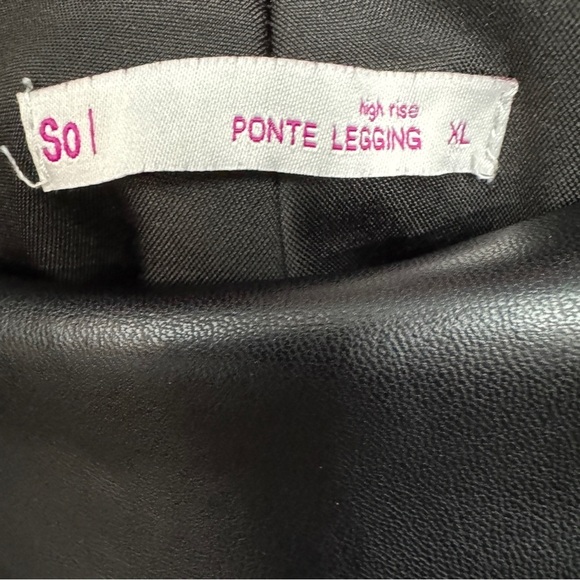 So |
high rise
PONTE LEGGING XL